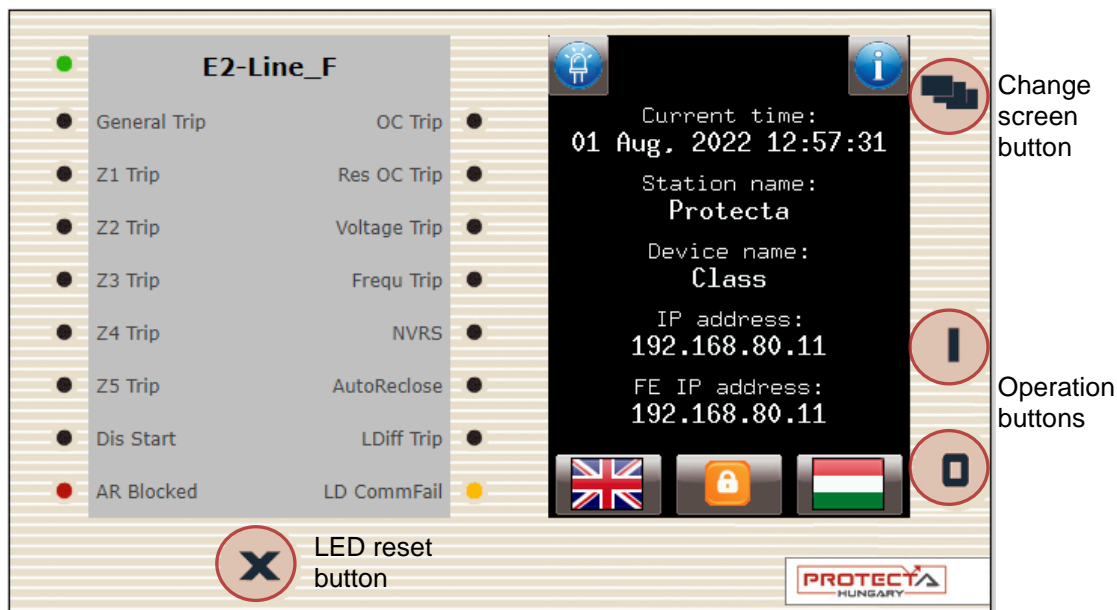 E2-Line_F
General Trip
OC Trip
Z1 Trip
Res OC Trip
Z2 Trip
Voltage Trip
Z3 Trip
Frequ Trip
Z4 Trip
NVRS
Z5 Trip
AutoReclose
Dis Start
LDiff Trip
AR Blocked
LD CommFail
i
Current time:
01 Aug, 2022 12:57:31
Station name:
Protecta
Device name:
Class
IP address:
192.168.80.11
FE IP address:
192.168.80.11
Change
screen
button
I
O
Operation
buttons
X
LED reset
button
PROTECTA
HUNGARY